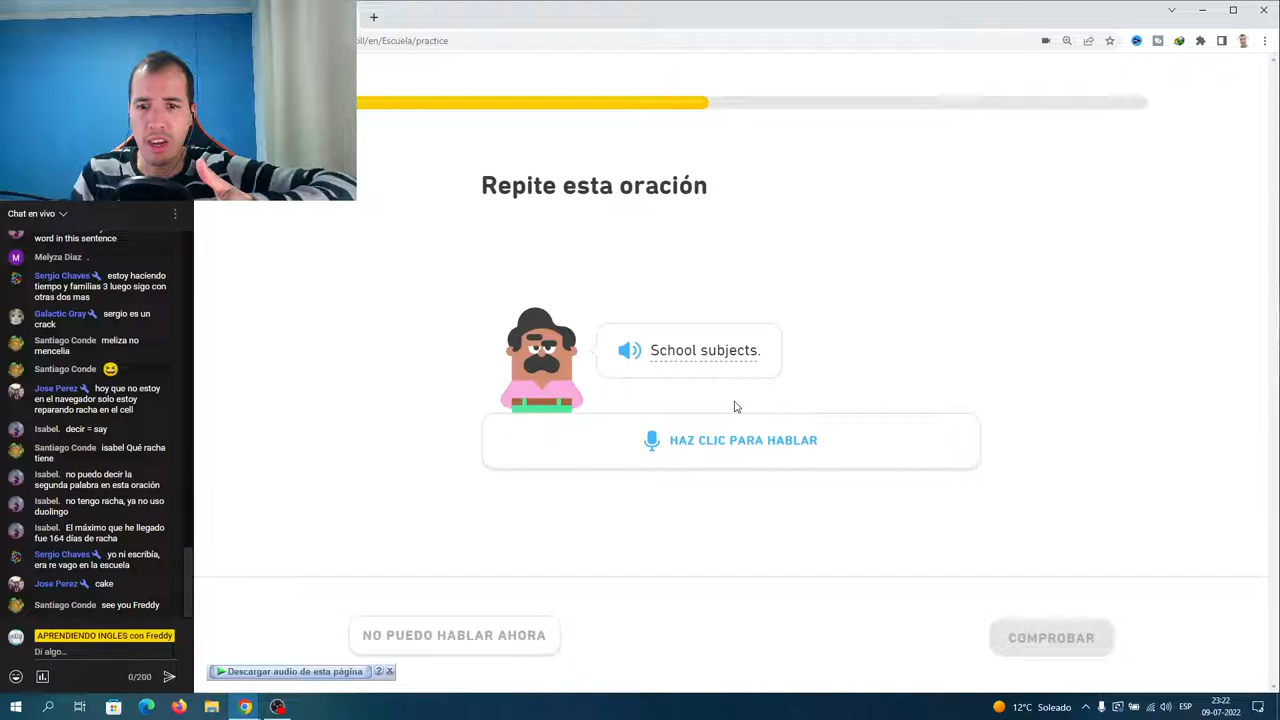 ill/en/Escuela/practice
Repite esta oración
School subjects.
HAZ CLIC PARA HABLAR
NO PUEDO HABLAR AHORA
COMPROBAR
Descargar audio de esta página
?
Chat en vivo
word in this sentence
M Melyza Diaz .
Sergio Chaves estoy haciendo
tiempo y familias 3 luego sigo con
otras dos mas
Galactic Gray sergio es un
crack
Santiago Conde meliza no
mencelia
Santiago Conde
Jose Perez hoy que no estoy
en el navegador solo estoy
reparando racha en el cell
Isabel. decir = say
Santiago Conde isabel Qué racha
tiene
Isabel. no puedo decir la
segunda palabra en esta oración
Isabel. no tengo racha, ya no uso
duolingo
Isabel. El máximo que he llegado
fue 164 días de racha
Sergio Chaves yo ni escribía,
era re vago en la escuela
Jose Perez cake
Santiago Conde see you Freddy
APRENDIENDO INGLES con Freddy
Di algo...
0/200
12°C Soleado
ESP
23:22
09-07-2022